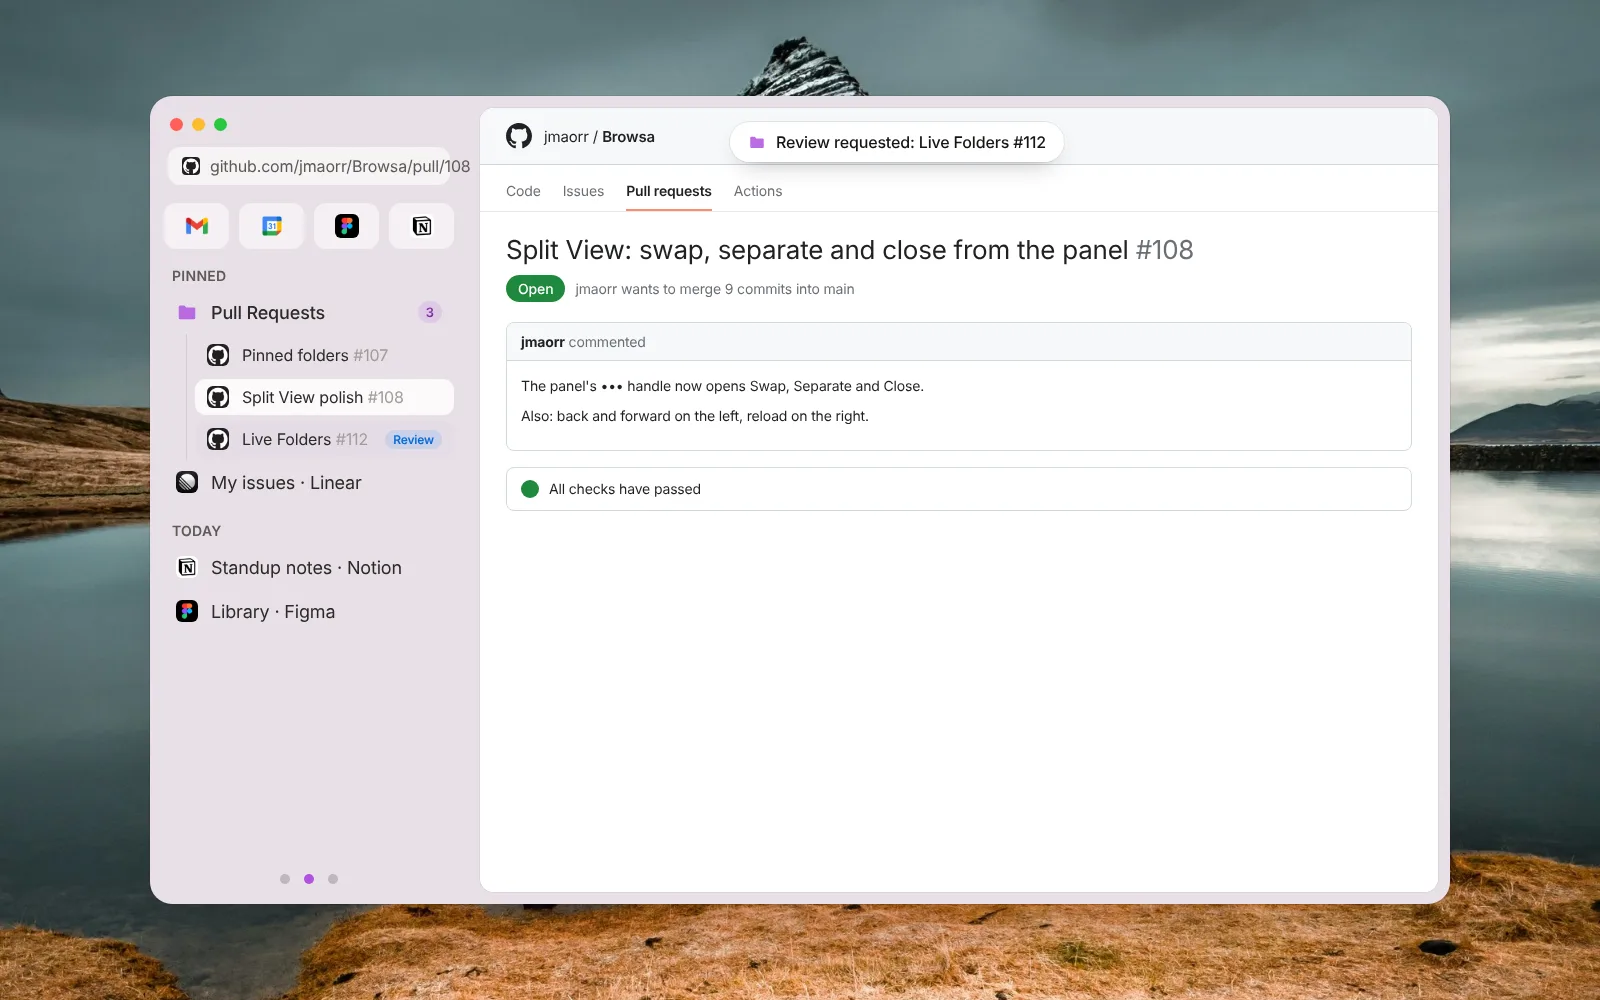 github.com/jmaorr/Browsa/pull/108
31
PINNED
Pull Requests 3
Pinned folders #107
Split View polish #108
Live Folders #112 Review
My issues · Linear
TODAY
Standup notes · Notion
Library · Figma
jmaorr / Browsa
Review requested: Live Folders #112
Code Issues Pull requests Actions
Split View: swap, separate and close from the panel #108
Open jmaorr wants to merge 9 commits into main
jmaorr commented
The panel's ••• handle now opens Swap, Separate and Close.
Also: back and forward on the left, reload on the right.
All checks have passed